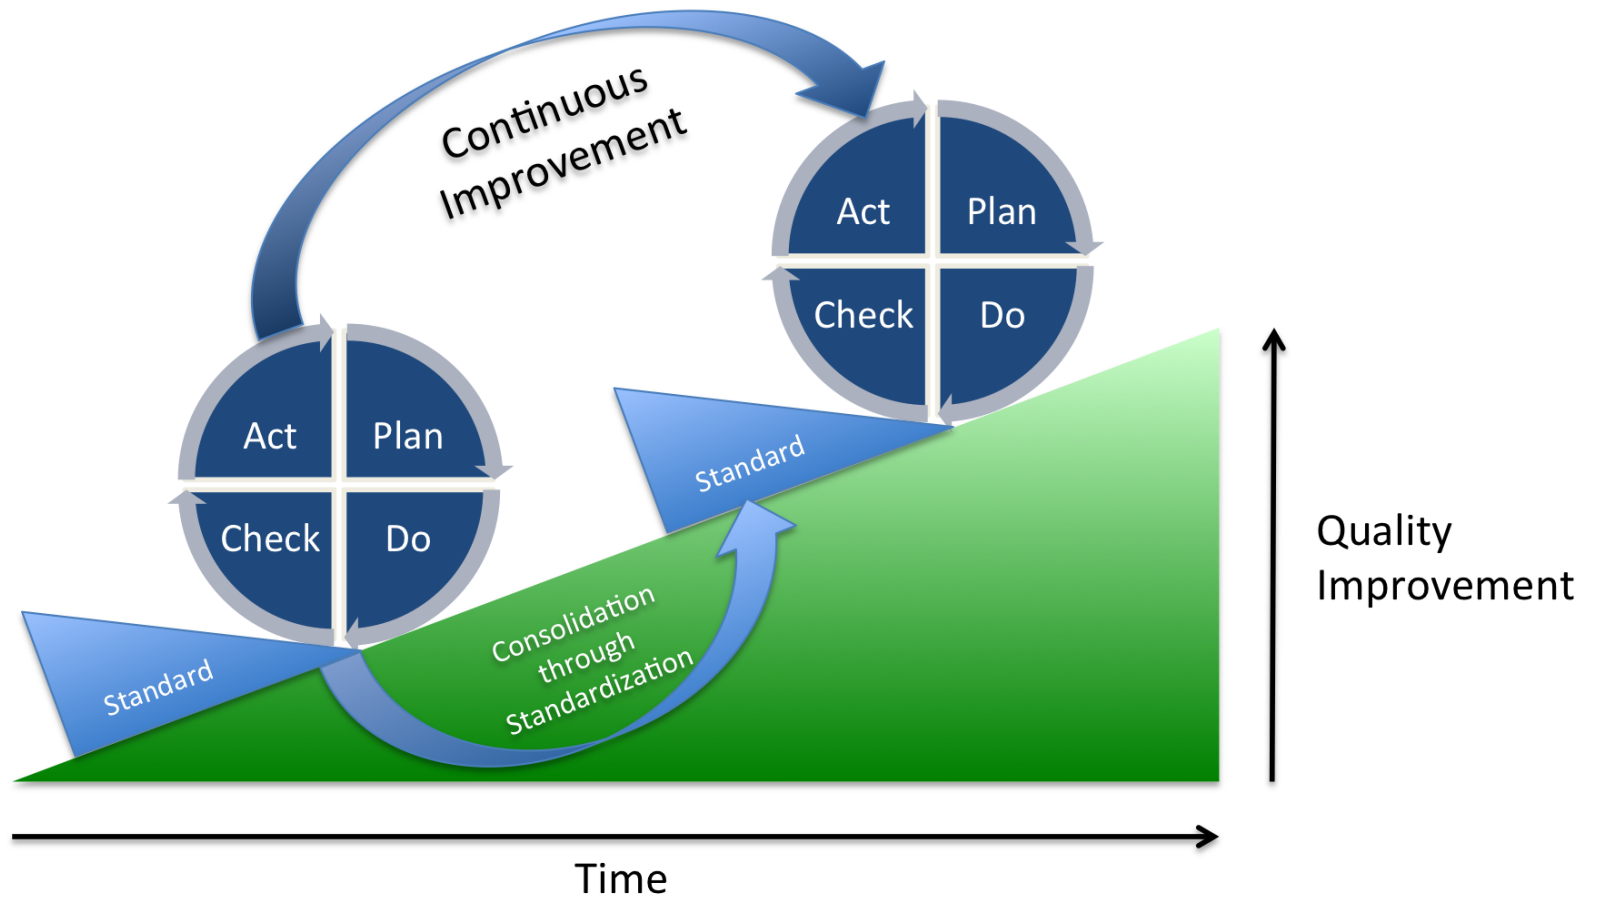 Continuous
Improvement
Act
Plan
Check
Do
Act
Plan
Check
Do
Standard
Standard
Consolidation
through
Standardization
Quality
Improvement
Time